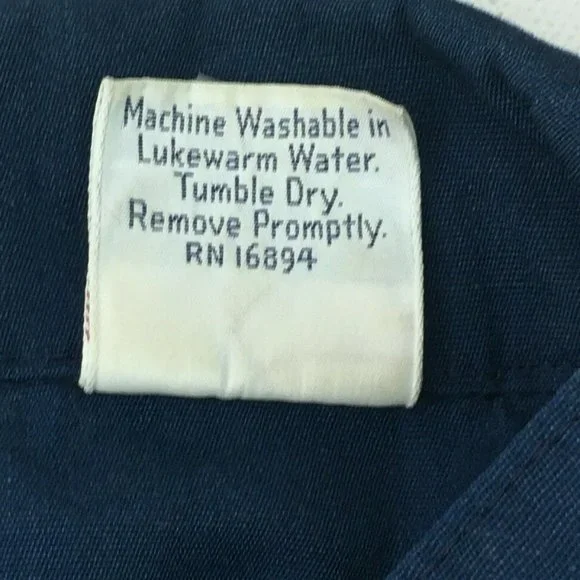 Machine Washable in
Lukewarm Water.
Tumble Dry.
Remove Promptly.
RN 16894